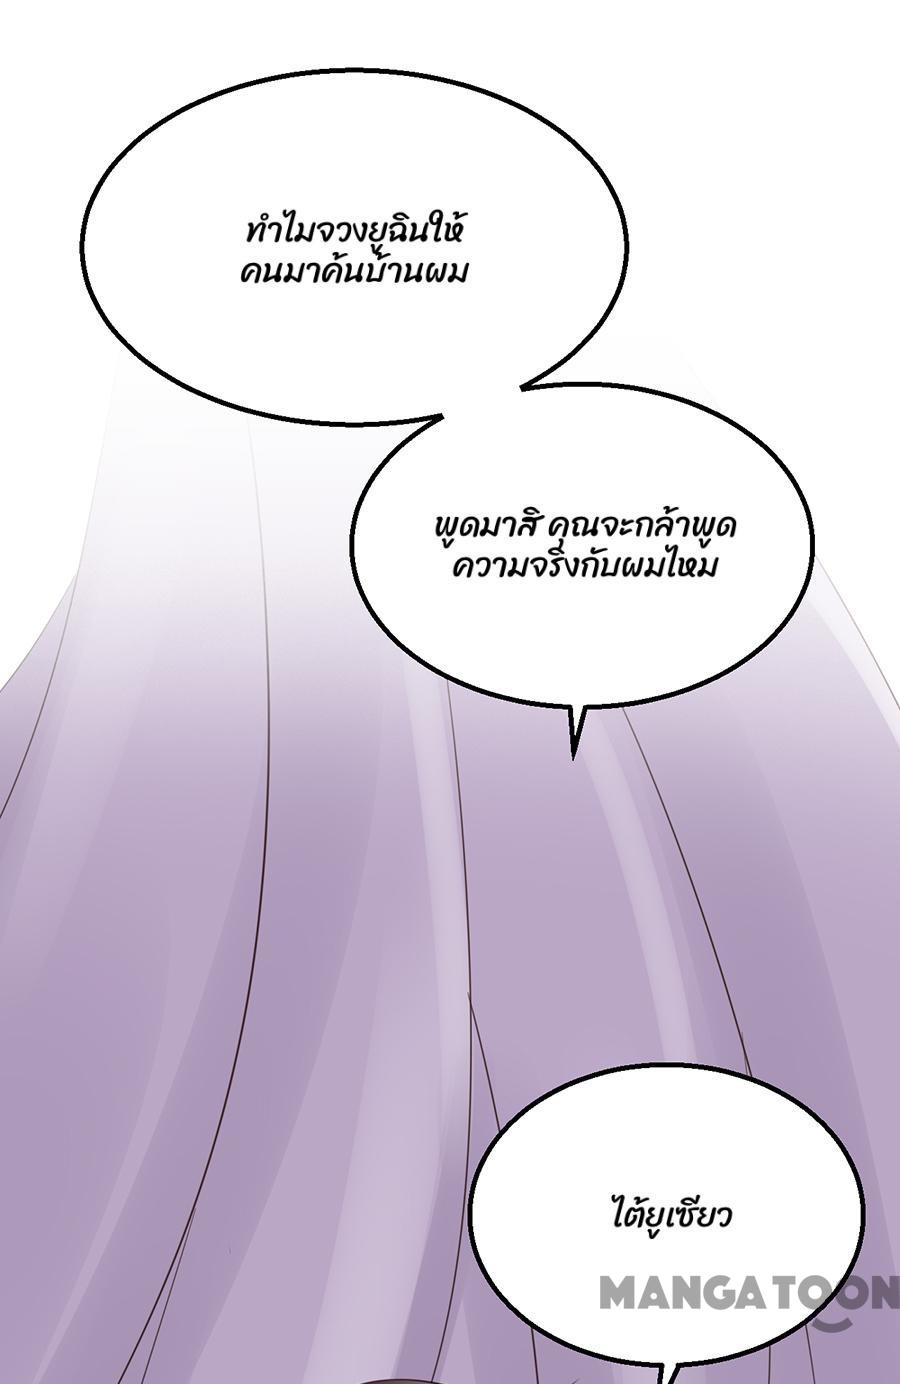 ทำไมจวงยูฉินให้
คนมาค้นบ้านผม
พูดมาสิ คุณจะกล้าพูด
ความจริงกับผมไหม
ไต้ยูเซียว
MANGATOON